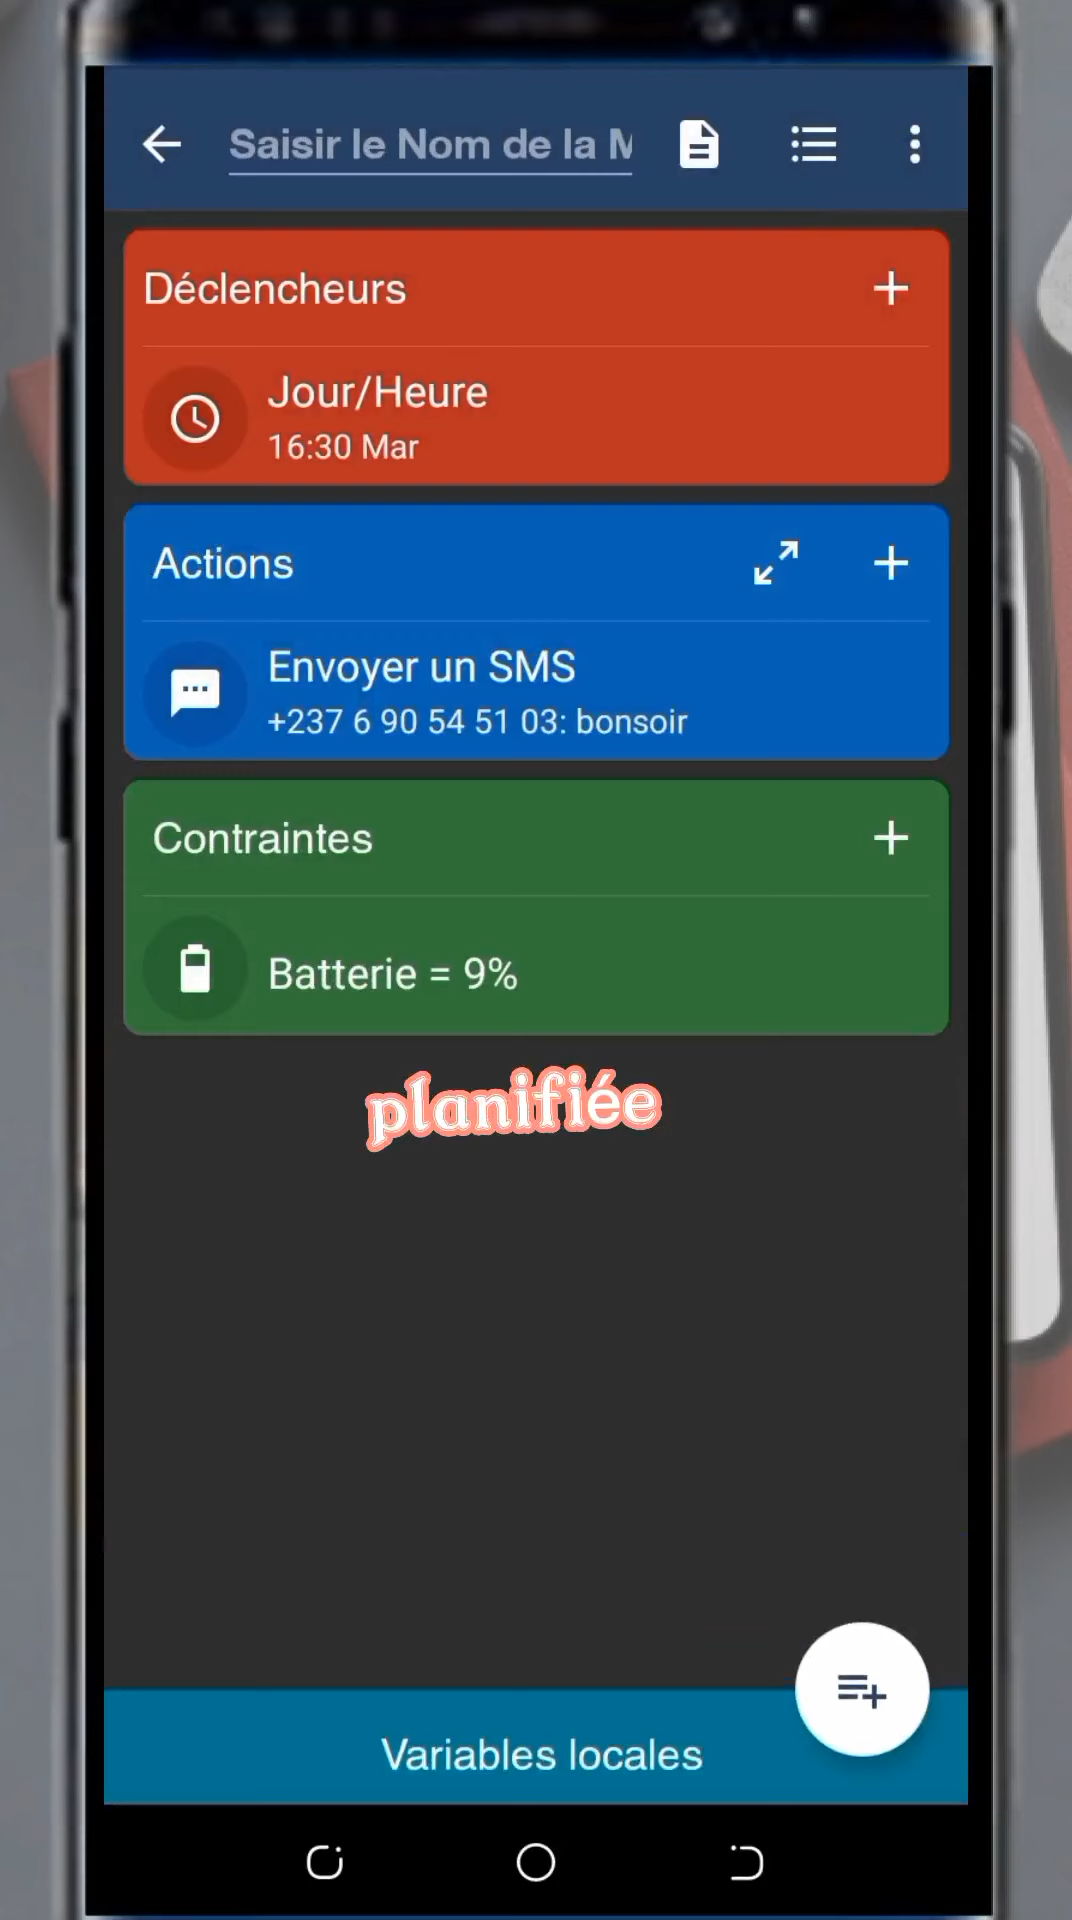 Saisir le Nom de la M
Déclencheurs
Jour/Heure
16:30 Mar
Actions
Envoyer un SMS
+237 6 90 54 51 03: bonsoir
Contraintes
Batterie = 9%
planifiée
Variables locales